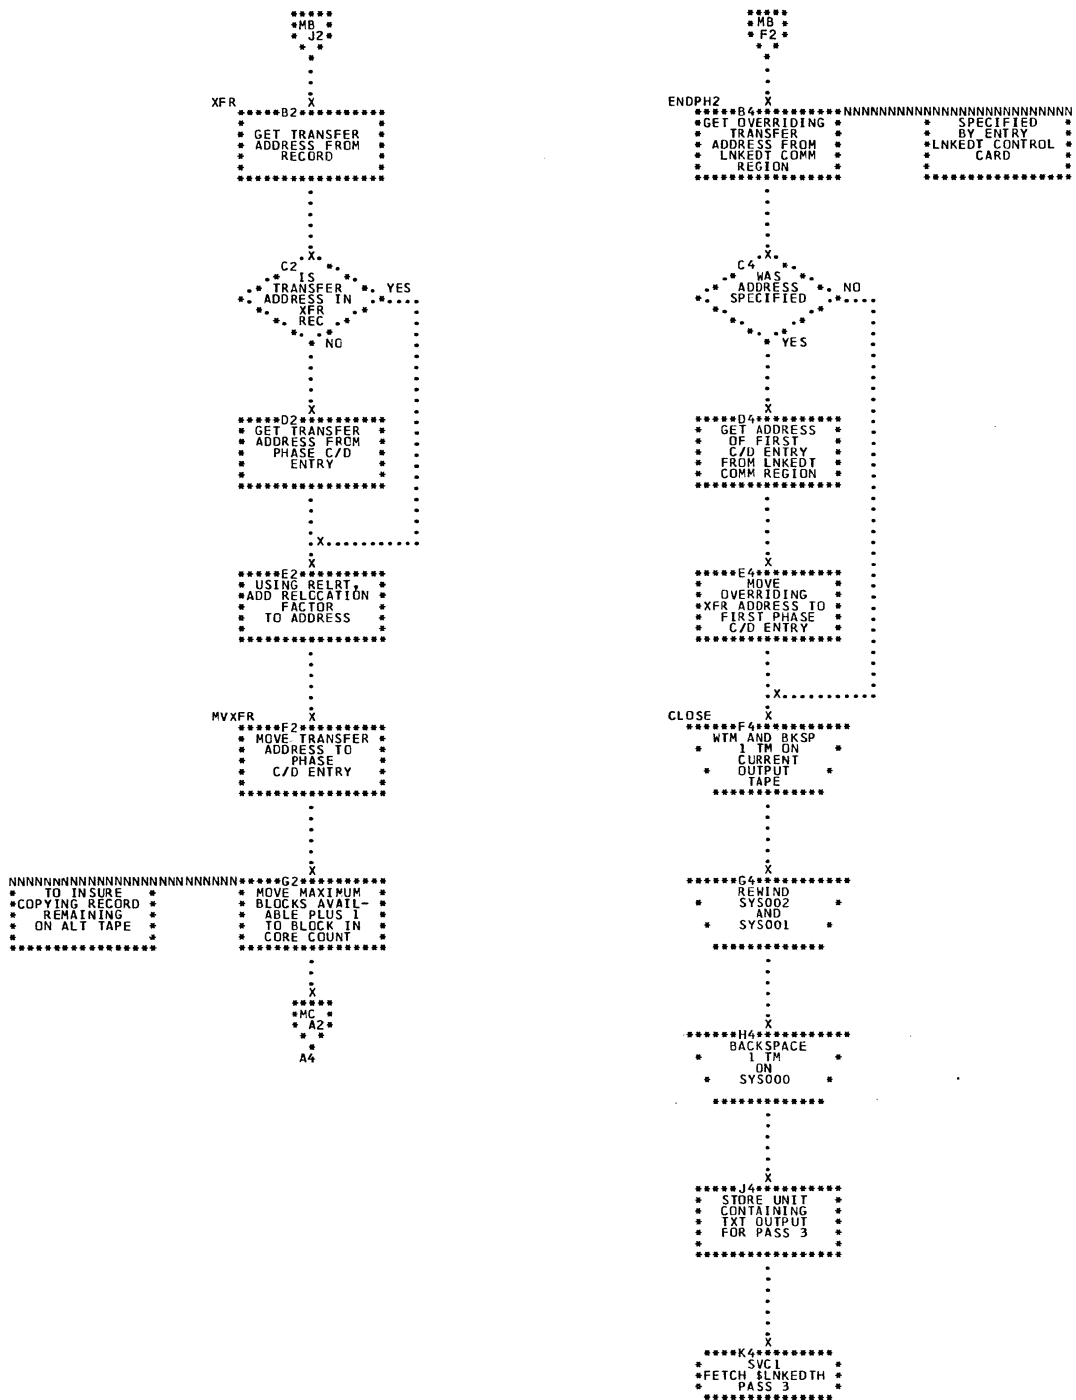 MB
J2
XFR
B2
GET TRANSFER
ADDRESS FROM
RECORD
C2
IS
TRANSFER
ADDRESS IN
XFR
REC
YES
NO
D2
GET TRANSFER
ADDRESS FROM
PHASE C/D
ENTRY
E2
USING RELRT,
ADD RELOCATION
FACTOR
TO ADDRESS
MVXFR
F2
MOVE TRANSFER
ADDRESS TO
PHASE
C/D ENTRY
NNNNNNNNNNNNNNNNNNNNNNNNNN
TO INSURE
COPYING RECORD
REMAINING
ON ALT TAPE
G2
MOVE MAXIMUM
BLOCKS AVAIL-
ABLE PLUS 1
TO BLOCK IN
CORE COUNT
MC
A2
A4
MB
F2
ENDPH2
B4
GET OVERRIDING
TRANSFER
ADDRESS FROM
LNKEDT COMM
REGION
NNNNNNNNNNNNNNNNNNNNNNNNNN
SPECIFIED
BY ENTRY
LNKEDT CONTROL
CARD
C4
WAS
ADDRESS
SPECIFIED
NO
YES
D4
GET ADDRESS
OF FIRST
C/D ENTRY
FROM LNKEDT
COMM REGION
E4
MOVE
OVERRIDING
XFR ADDRESS TO
FIRST PHASE
C/D ENTRY
CLOSE
F4
WTM AND BKSP
1 TM ON
CURRENT
OUTPUT
TAPE
G4
REWIND
SYS002
AND
SYS001
H4
BACKSPACE
1 TM
ON
SYS000
J4
STORE UNIT
CONTAINING
TXT OUTPUT
FOR PASS 3
K4
SVC1
FETCH $LNKEDTH
PASS 3